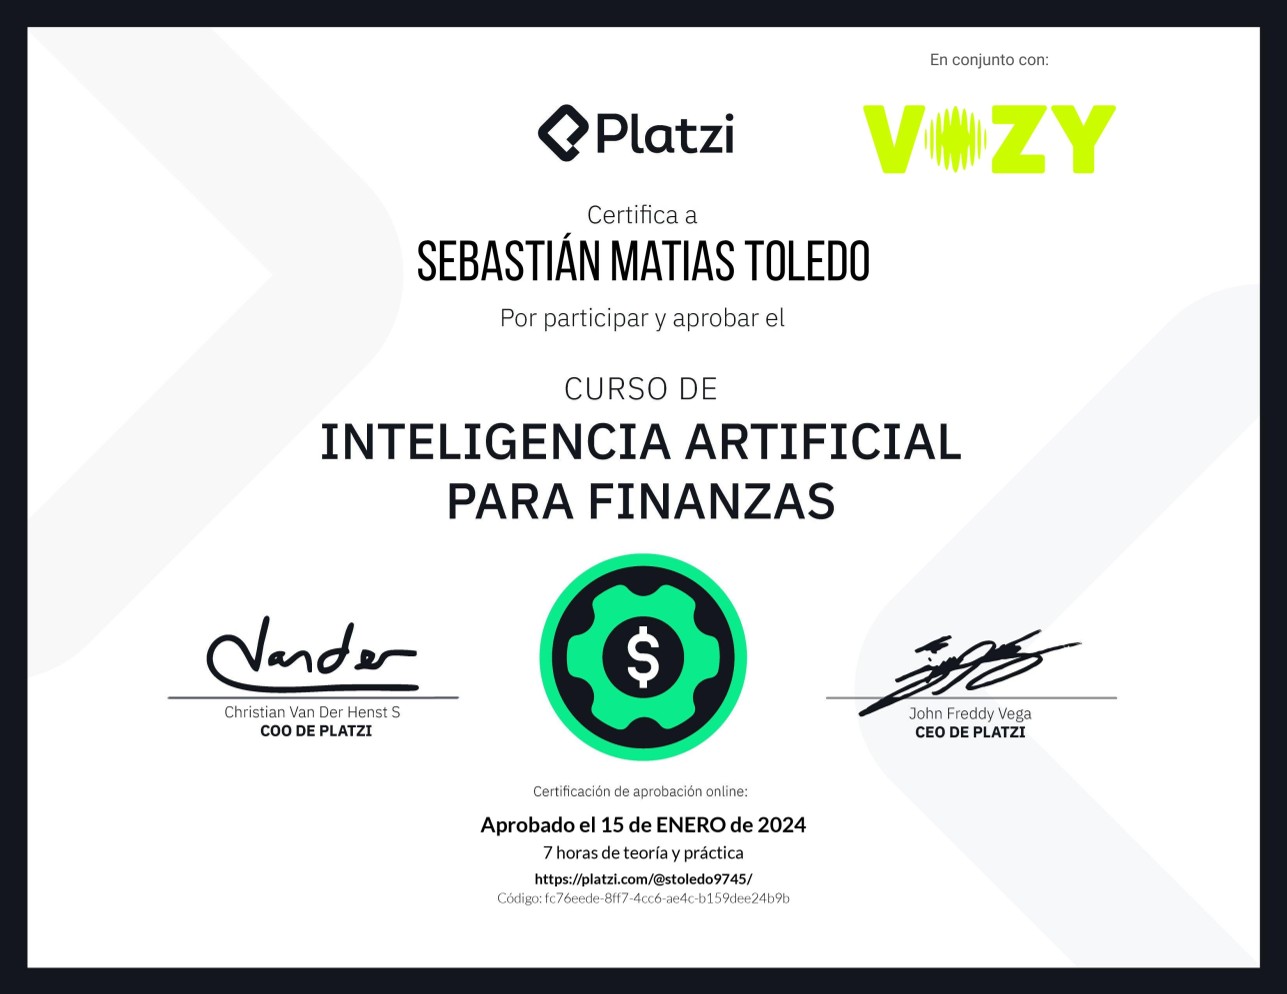 En conjunto con:
Platzi
VOZY
Certifica a
SEBASTIÁN MATIAS TOLEDO
Por participar y aprobar el
CURSO DE
INTELIGENCIA ARTIFICIAL
PARA FINANZAS
$
Vander
Christian Van Der Henst S
COO DE PLATZI
John Freddy Vega
CEO DE PLATZI
Certificación de aprobación online:
Aprobado el 15 de ENERO de 2024
7 horas de teoría y práctica
https://platzi.com/@stoledo9745/
Código: fc76eede-8ff7-4cc6-ae4c-b159dee24b9b